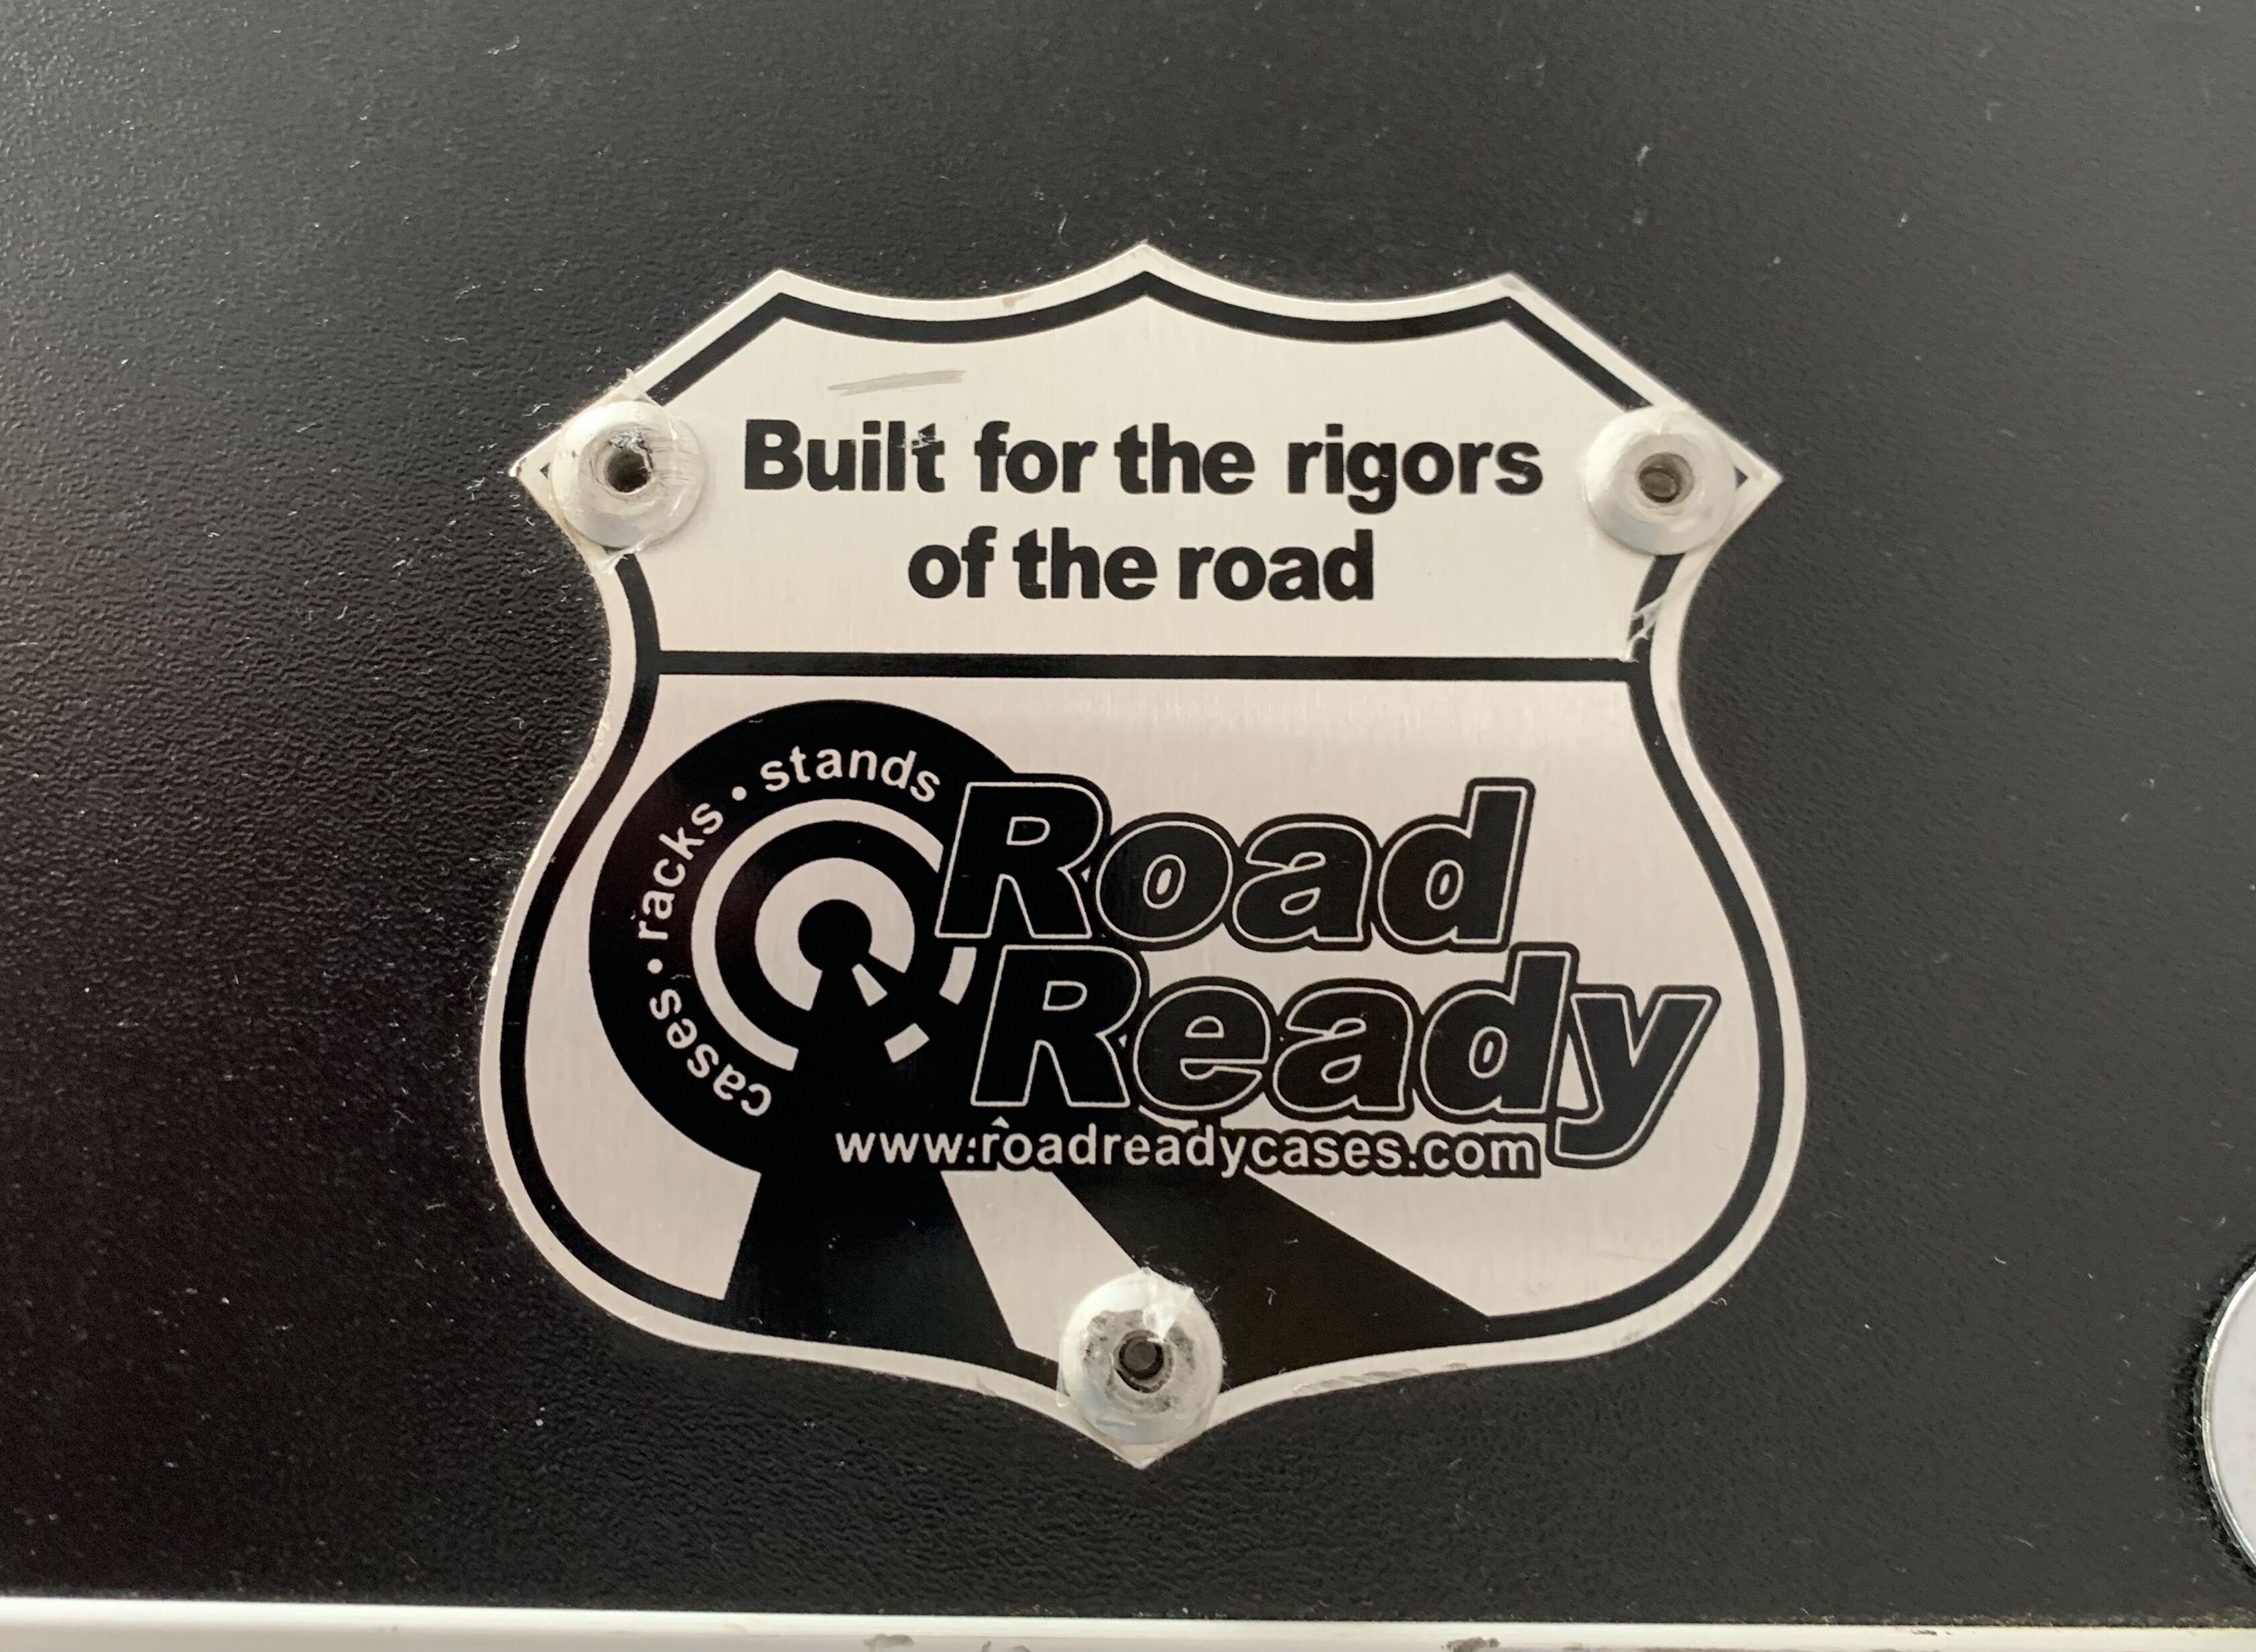 Built for the rigors
of the road
cases • racks • stands
Road
Ready
www.roadreadycases.com